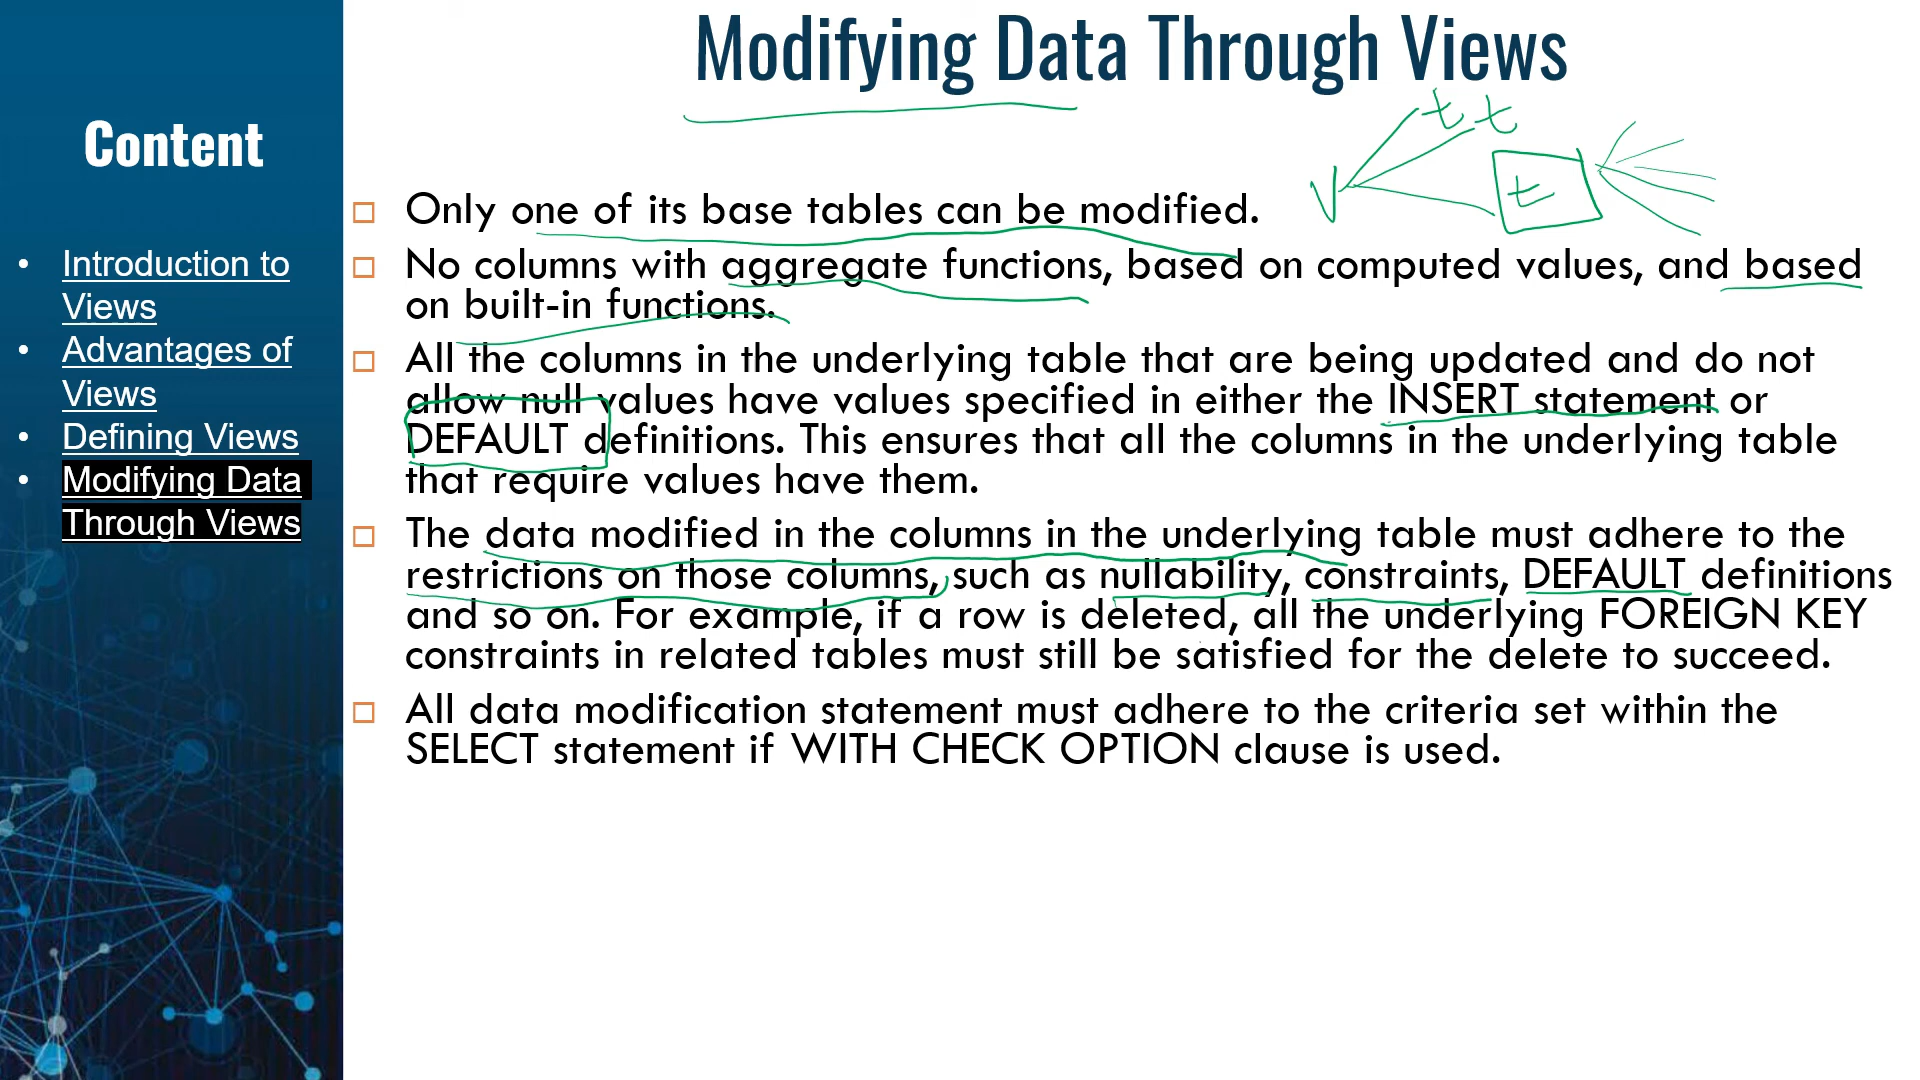 Modifying Data Through Views
Content
Introduction to
Views
Advantages of
Views
Defining Views
Modifying Data
Through Views
V t t t
Only one of its base tables can be modified.
No columns with aggregate functions, based on computed values, and based
on built-in functions.
All the columns in the underlying table that are being updated and do not
allow null values have values specified in either the INSERT statement or
DEFAULT definitions. This ensures that all the columns in the underlying table
that require values have them.
The data modified in the columns in the underlying table must adhere to the
restrictions on those columns, such as nullability, constraints, DEFAULT definitions
and so on. For example, if a row is deleted, all the underlying FOREIGN KEY
constraints in related tables must still be satisfied for the delete to succeed.
All data modification statement must adhere to the criteria set within the
SELECT statement if WITH CHECK OPTION clause is used.